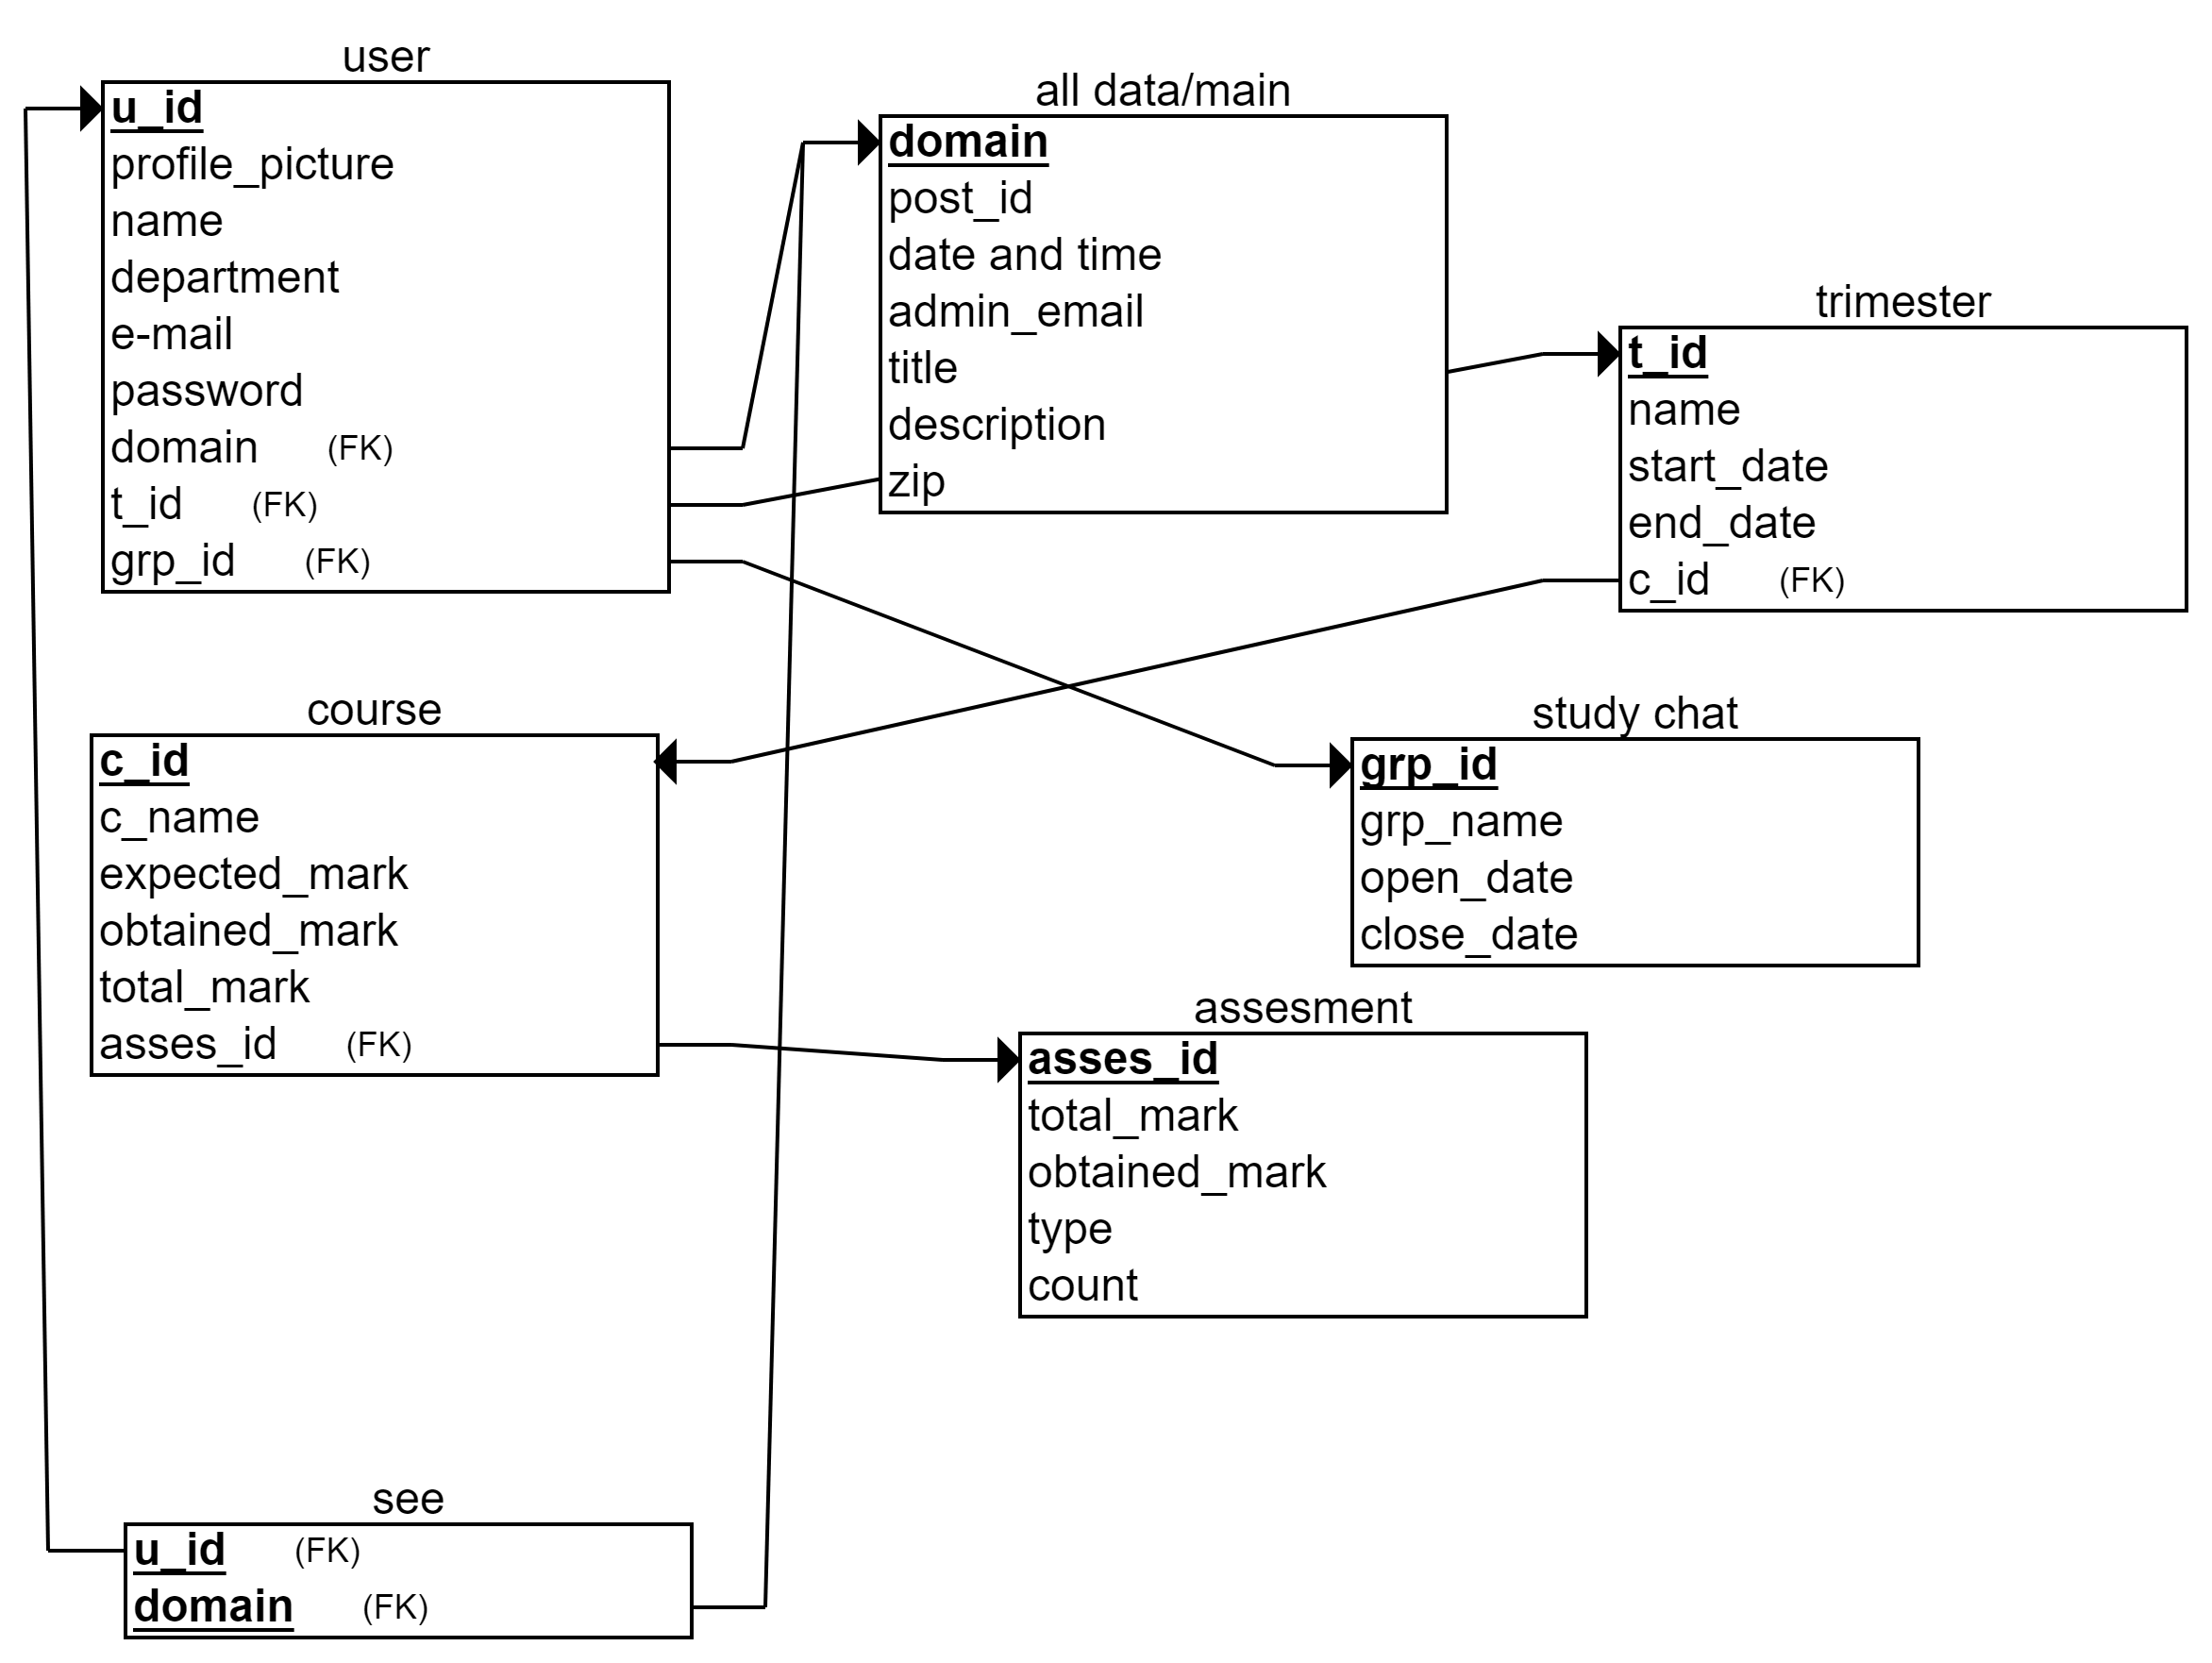 user
u_id
profile_picture
name
department
e-mail
password
domain (FK)
t_id (FK)
grp_id (FK)
all data/main
domain
post_id
date and time
admin_email
title
description
zip
trimester
t_id
name
start_date
end_date
c_id (FK)
course
c_id
c_name
expected_mark
obtained_mark
total_mark
asses_id (FK)
study chat
grp_id
grp_name
open_date
close_date
assesment
asses_id
total_mark
obtained_mark
type
count
see
u_id (FK)
domain (FK)